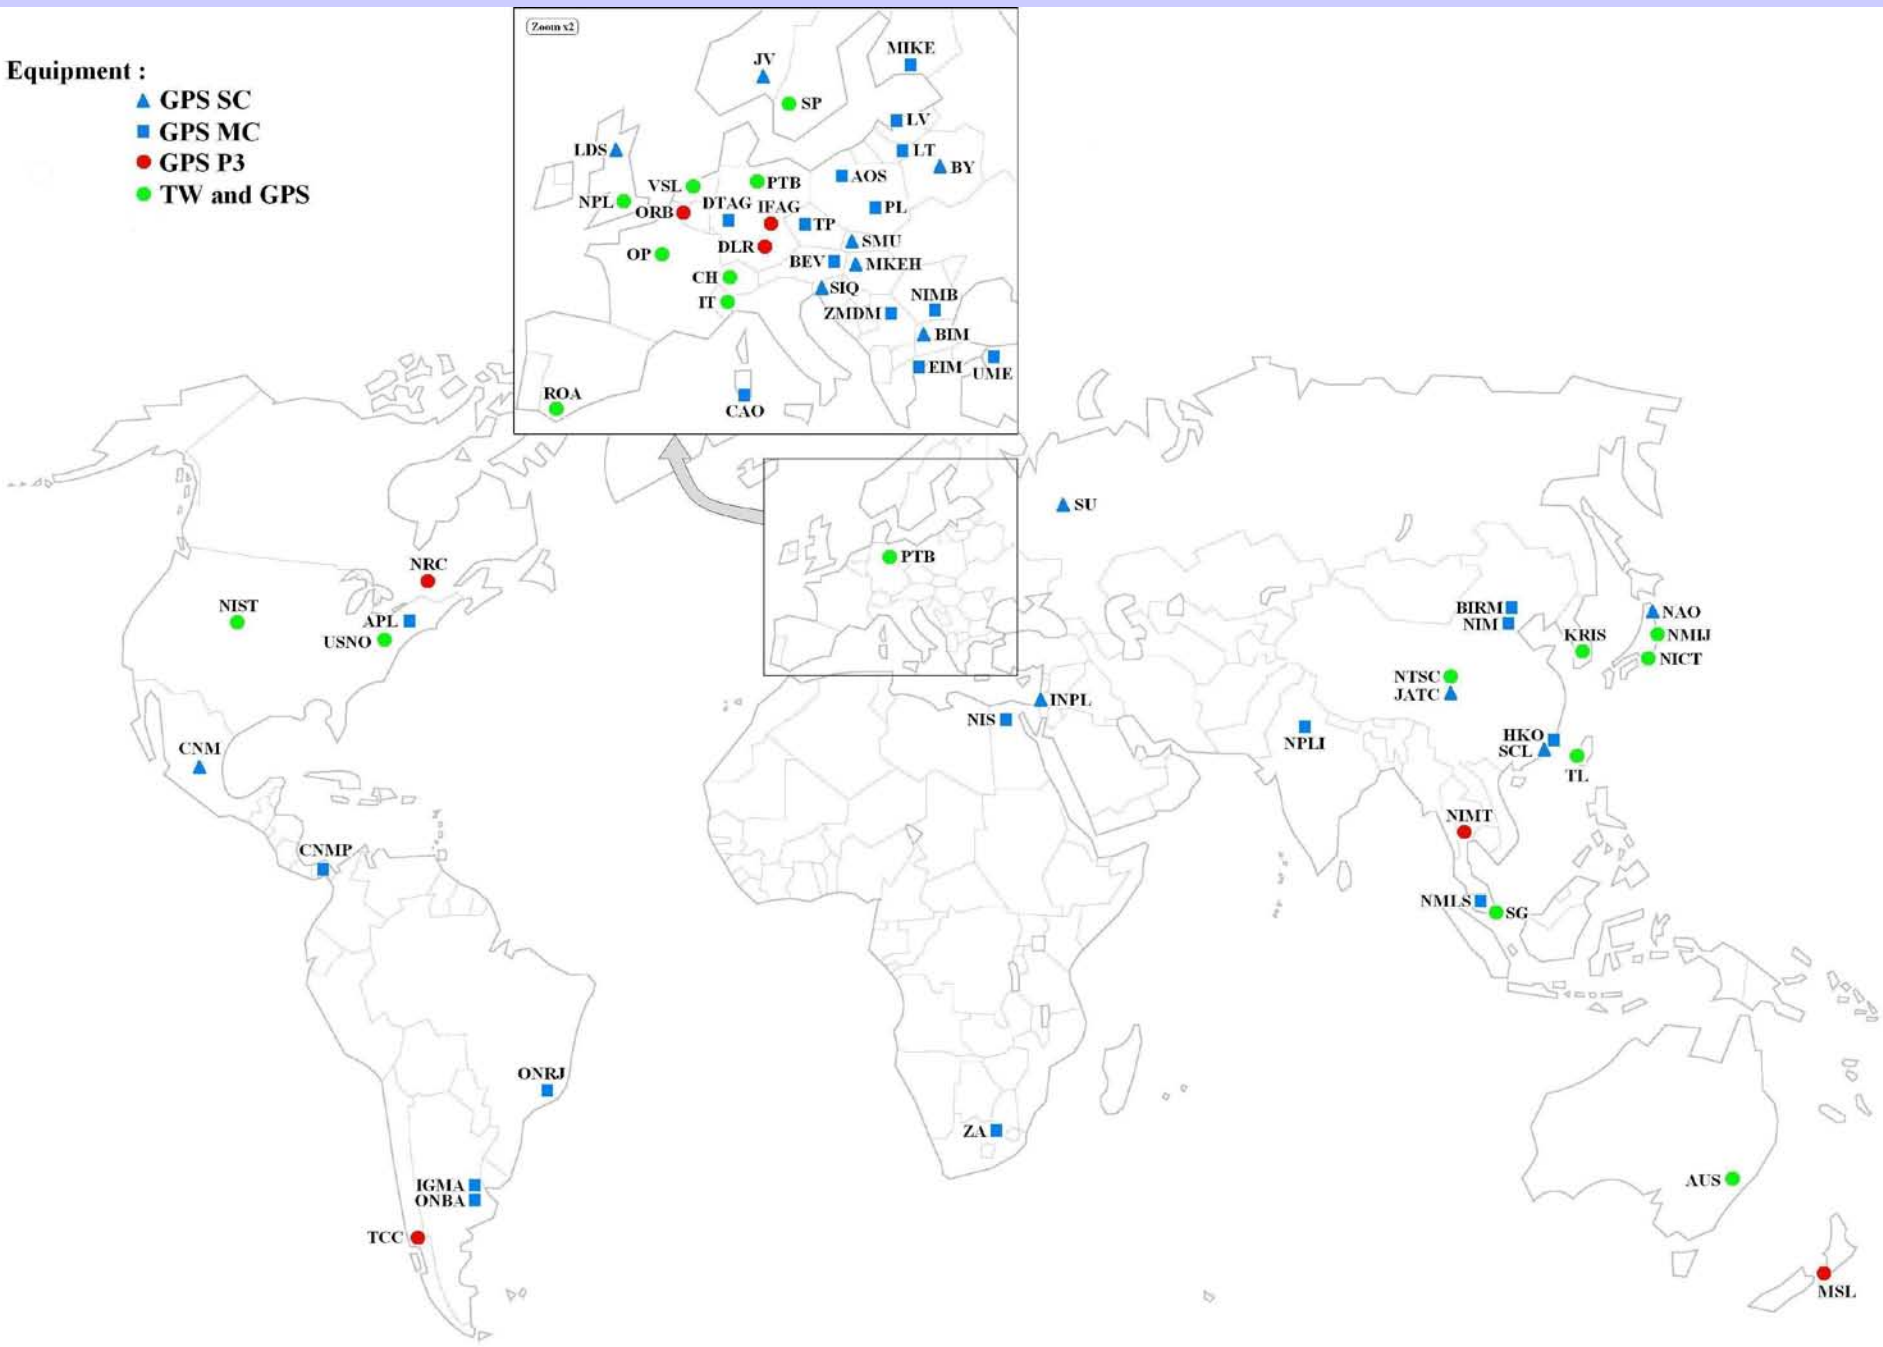 Zoom x2
Equipment :
GPS SC
GPS MC
GPS P3
TW and GPS
MIKE
JV
SP
LV
LDS
LT
BY
VSL
PTB
AOS
NPL
ORB
DTAG
IFAG
PL
TP
DLR
SMU
OP
BEV
MKEH
CH
SIQ
IT
NIMB
ZMDM
BIM
EIM
UME
ROA
CAO
SU
PTB
NRC
NIST
APL
USNO
BIRM
NIM
NAO
KRIS
NMIJ
NICT
NTSC
JATC
INPL
NIS
NPLI
HKO
SCL
TL
CNM
NIMT
CNMP
NMLS
SG
ONRJ
ZA
IGMA
ONBA
AUS
TCC
MSL